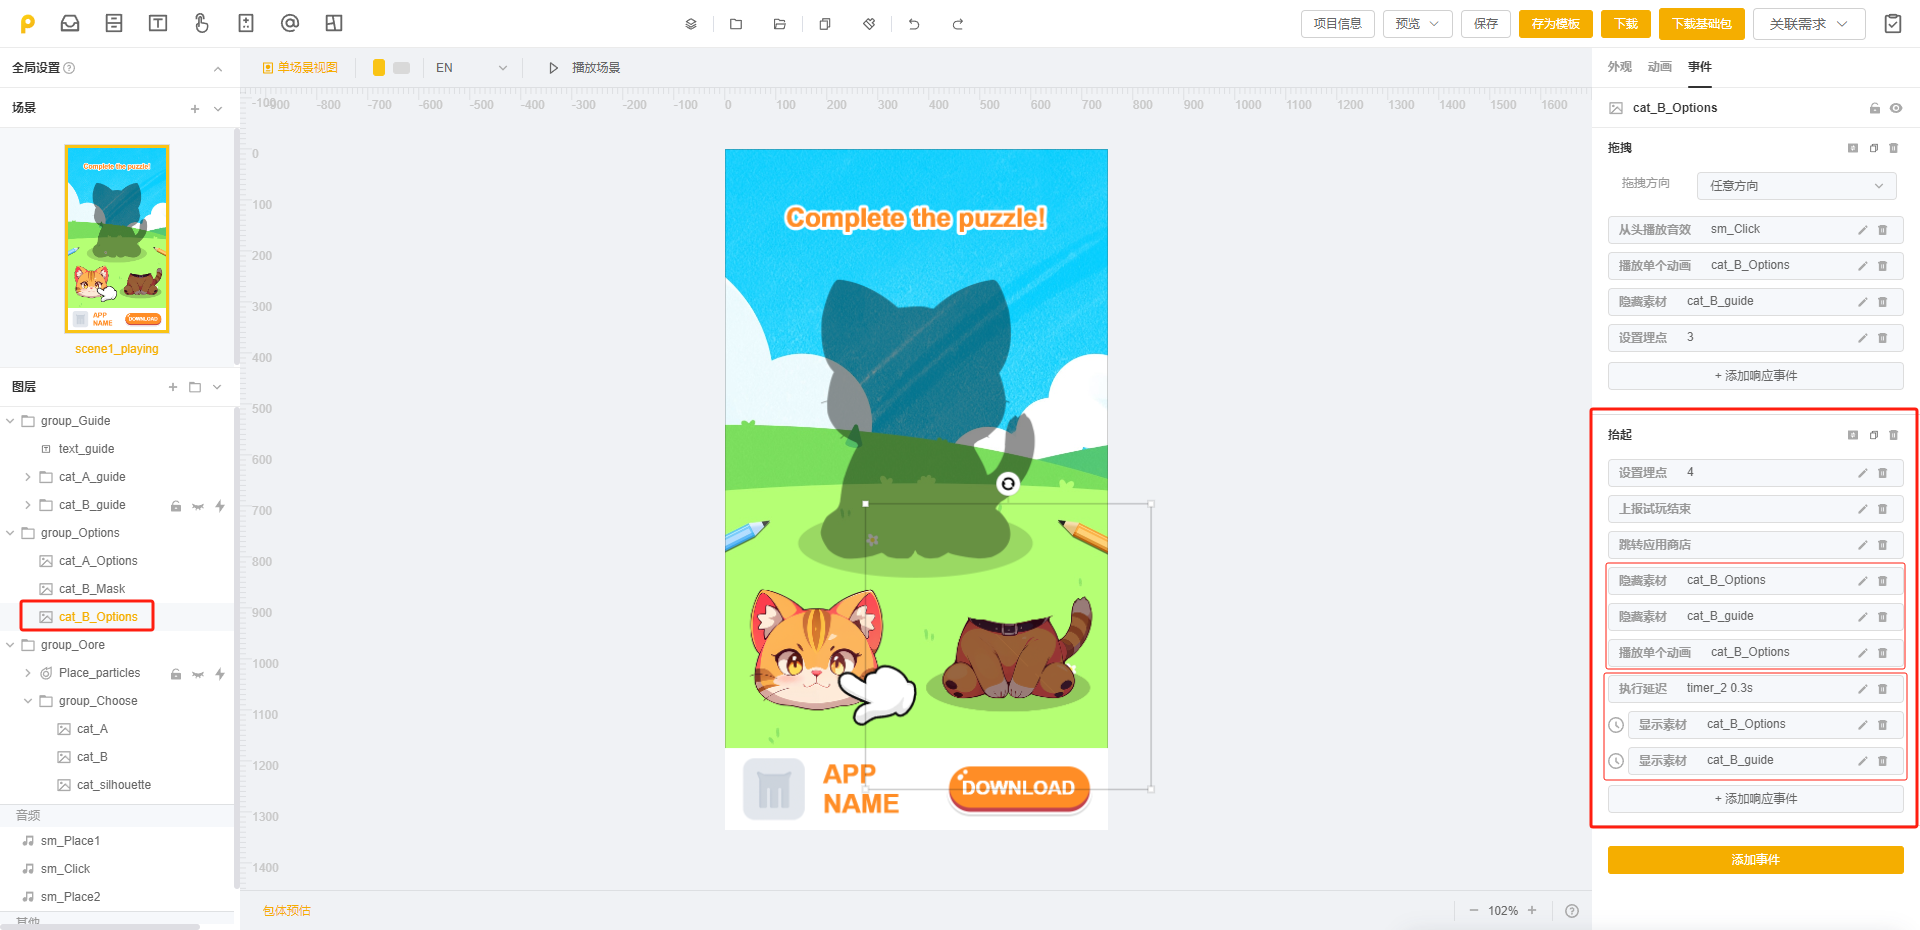 项目信息
预览
保存
存为模板
下载
下载基础包
关联需求
全局设置
单场景视图
EN
播放场景
外观 动画 事件
场景
-100
-900 -800 -700 -600 -500 -400 -300 -200 -100 0 100 200 300 400 500 600 700 800 900 1000 1100 1200 1300 1400 1500 1600
cat_B_Options
Complete the puzzle!
APP
NAME
DOWNLOAD
scene1_playing
图层
group_Guide
text_guide
cat_A_guide
cat_B_guide
group_Options
cat_A_Options
cat_B_Mask
cat_B_Options
group_Oore
Place_particles
group_Choose
cat_A
cat_B
cat_silhouette
音频
sm_Place1
sm_Click
sm_Place2
其他
0
100
200
300
400
500
600
700
800
900
1000
1100
1200
1300
1400
Complete the puzzle!
APP
NAME
DOWNLOAD
包体预估
102%
拖拽
拖拽方向 任意方向
从头播放音效 sm_Click
播放单个动画 cat_B_Options
隐藏素材 cat_B_guide
设置埋点 3
+ 添加响应事件
抬起
设置埋点 4
上报试玩结束
跳转应用商店
隐藏素材 cat_B_Options
隐藏素材 cat_B_guide
播放单个动画 cat_B_Options
执行延迟 timer_2 0.3s
显示素材 cat_B_Options
显示素材 cat_B_guide
+ 添加响应事件
添加事件